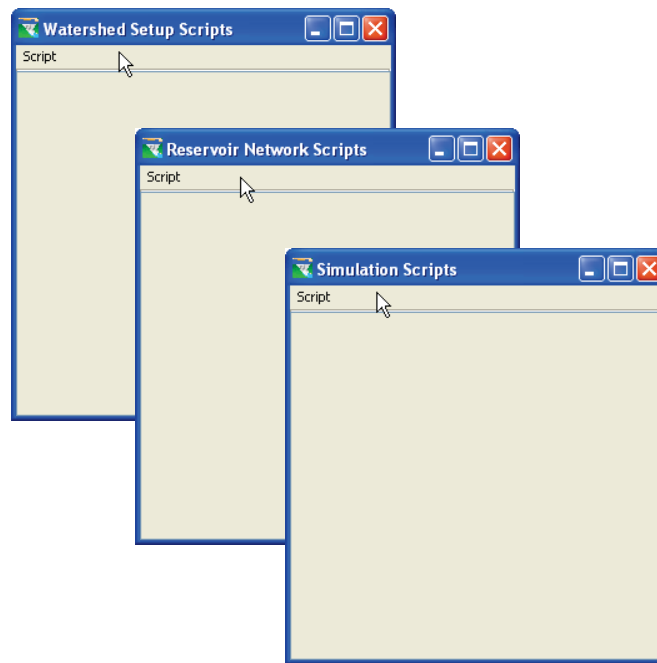 Watershed Setup Scripts
Script
Reservoir Network Scripts
Script
Simulation Scripts
Script